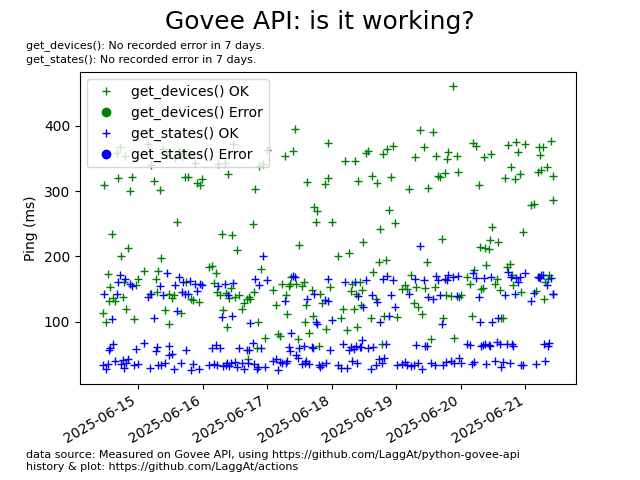 Govee API: is it working?
get_devices(): No recorded error in 7 days.
get_states(): No recorded error in 7 days.
get_devices() OK
get_devices() Error
get_states() OK
get_states() Error
Ping (ms)
400
300
200
100
2025-06-15
2025-06-16
2025-06-17
2025-06-18
2025-06-19
2025-06-20
2025-06-21
data source: Measured on Govee API, using https://github.com/LaggAt/python-govee-api
history & plot: https://github.com/LaggAt/actions